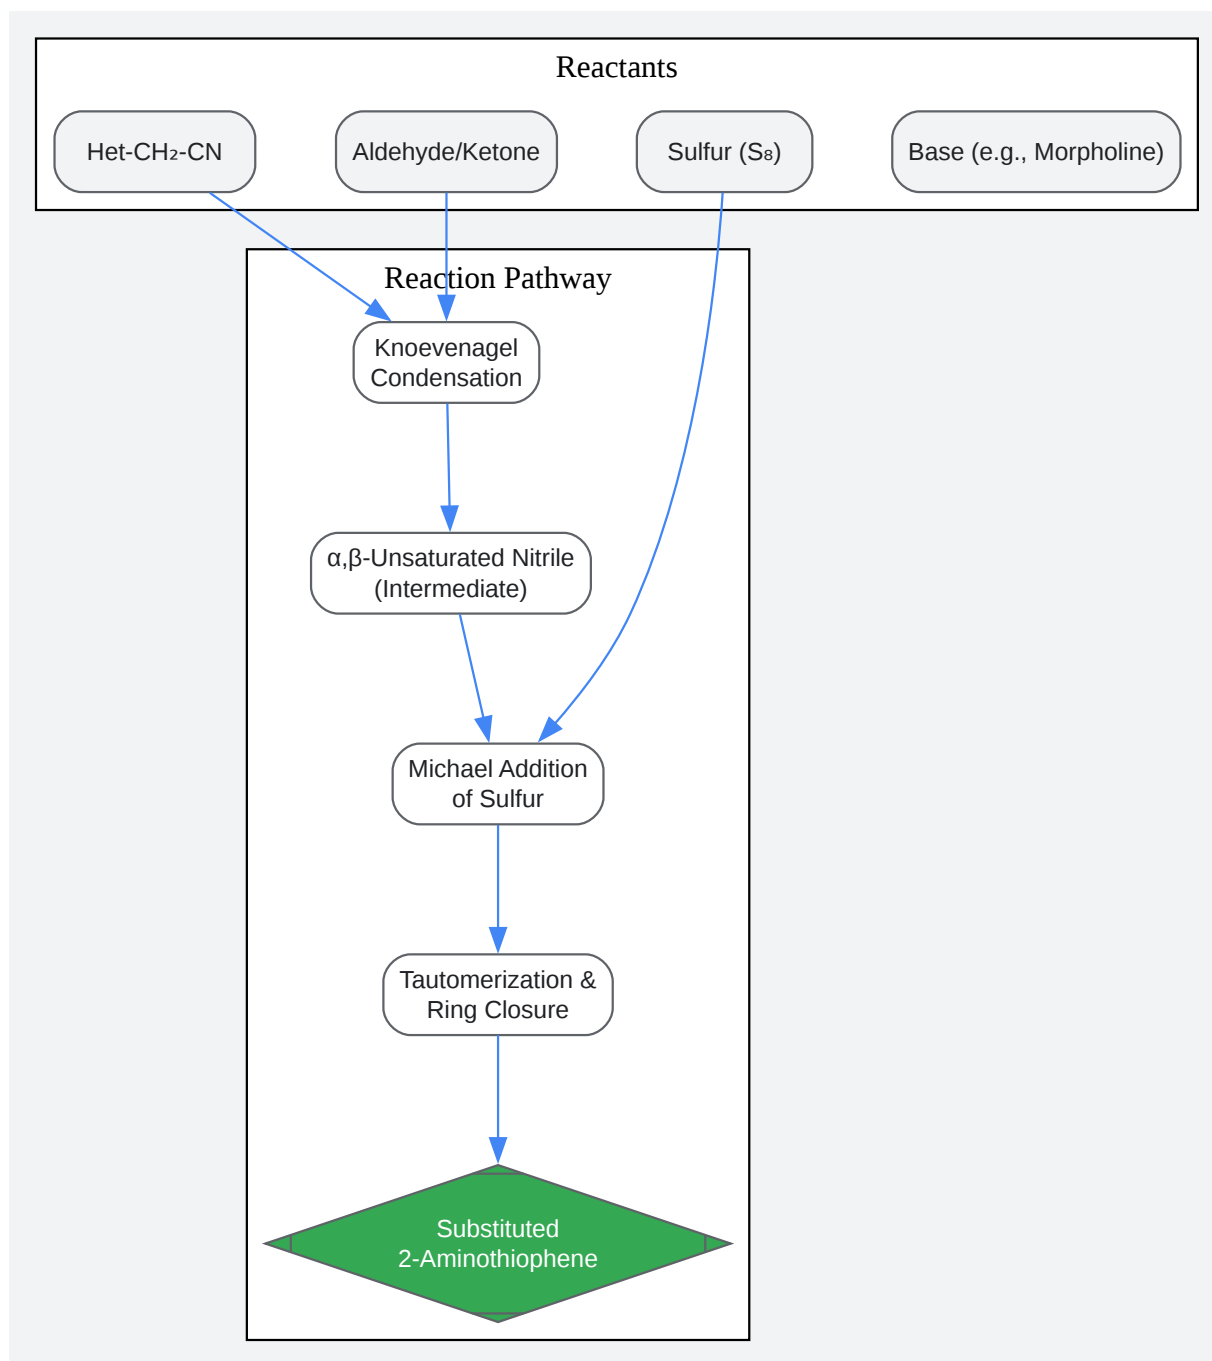 Reactants
Het-CH₂-CN
Aldehyde/Ketone
Sulfur (S₈)
Base (e.g., Morpholine)
Reaction Pathway
Knoevenagel
Condensation
α,β-Unsaturated Nitrile
(Intermediate)
Michael Addition
of Sulfur
Tautomerization &
Ring Closure
Substituted
2-Aminothiophene